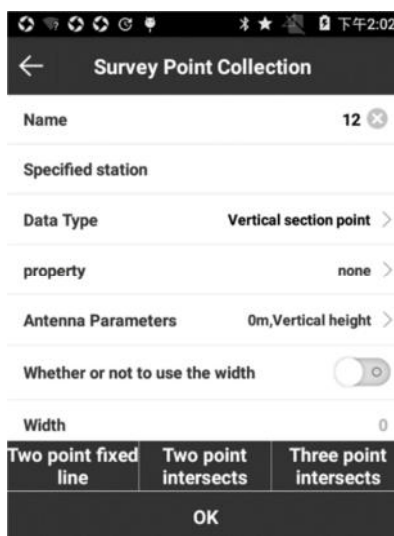 下午2:02
Survey Point Collection
Name 12
Specified station
Data Type Vertical section point
property none
Antenna Parameters 0m,Vertical height
Whether or not to use the width
Width 0
Two point fixed line
Two point intersects
Three point intersects
OK